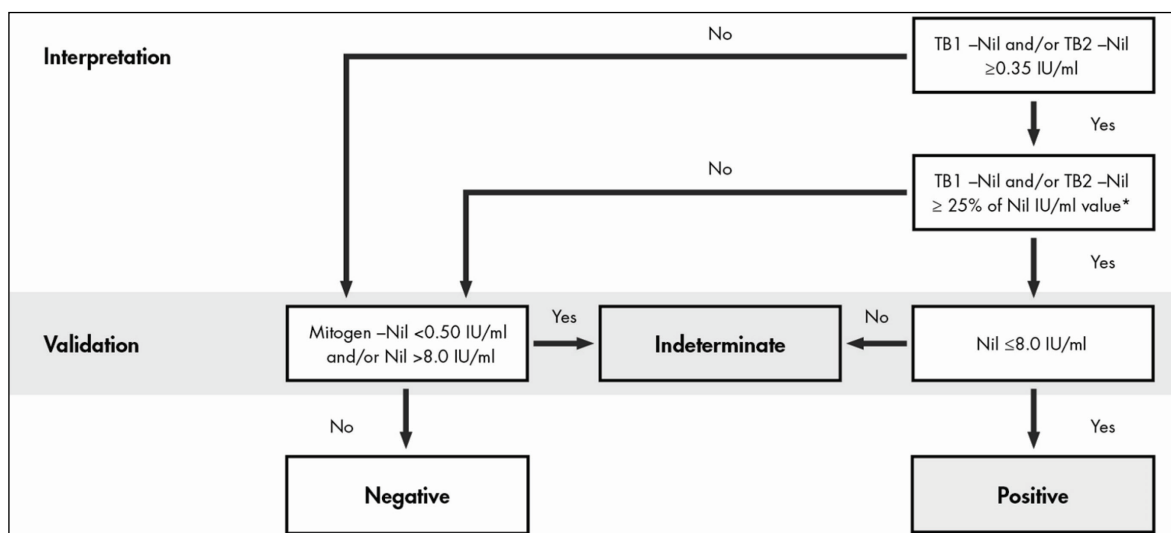 No
Interpretation
TB1 –Nil and/or TB2 –Nil
≥0.35 IU/ml
Yes
No
TB1 –Nil and/or TB2 –Nil
≥ 25% of Nil IU/ml value*
Yes
Validation
Mitogen –Nil <0.50 IU/ml
and/or Nil >8.0 IU/ml
Yes
Indeterminate
No
Nil ≤8.0 IU/ml
No
Yes
Negative
Positive